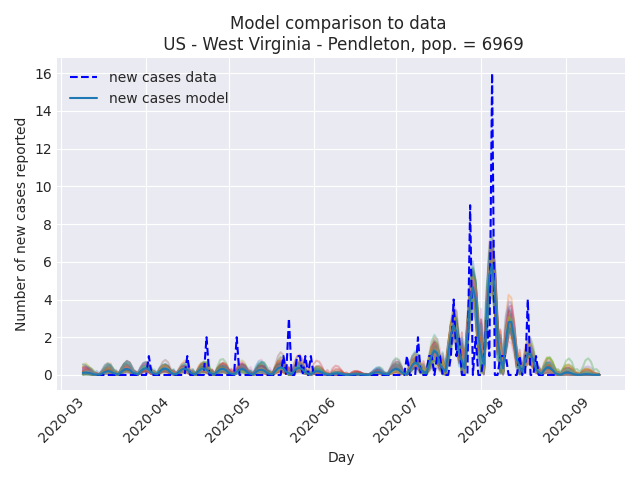 Model comparison to data
US - West Virginia - Pendleton, pop. = 6969
new cases data
new cases model
Number of new cases reported
16
14
12
10
8
6
4
2
0
2020-03
2020-04
2020-05
2020-06
2020-07
2020-08
2020-09
Day